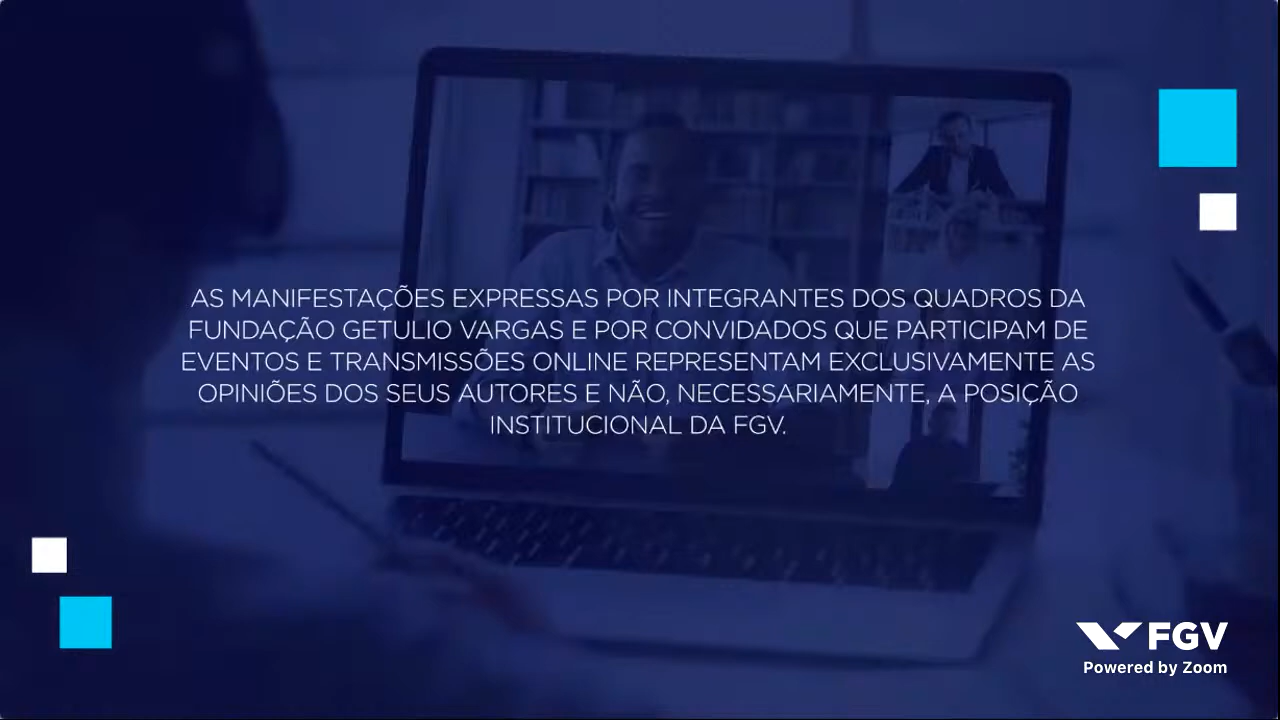 AS MANIFESTAÇÕES EXPRESSAS POR INTEGRANTES DOS QUADROS DA
FUNDAÇÃO GETULIO VARGAS E POR CONVIDADOS QUE PARTICIPAM DE
EVENTOS E TRANSMISSÕES ONLINE REPRESENTAM EXCLUSIVAMENTE AS
OPINIÕES DOS SEUS AUTORES E NÃO, NECESSARIAMENTE, A POSIÇÃO
INSTITUCIONAL DA FGV.
FGV
Powered by Zoom